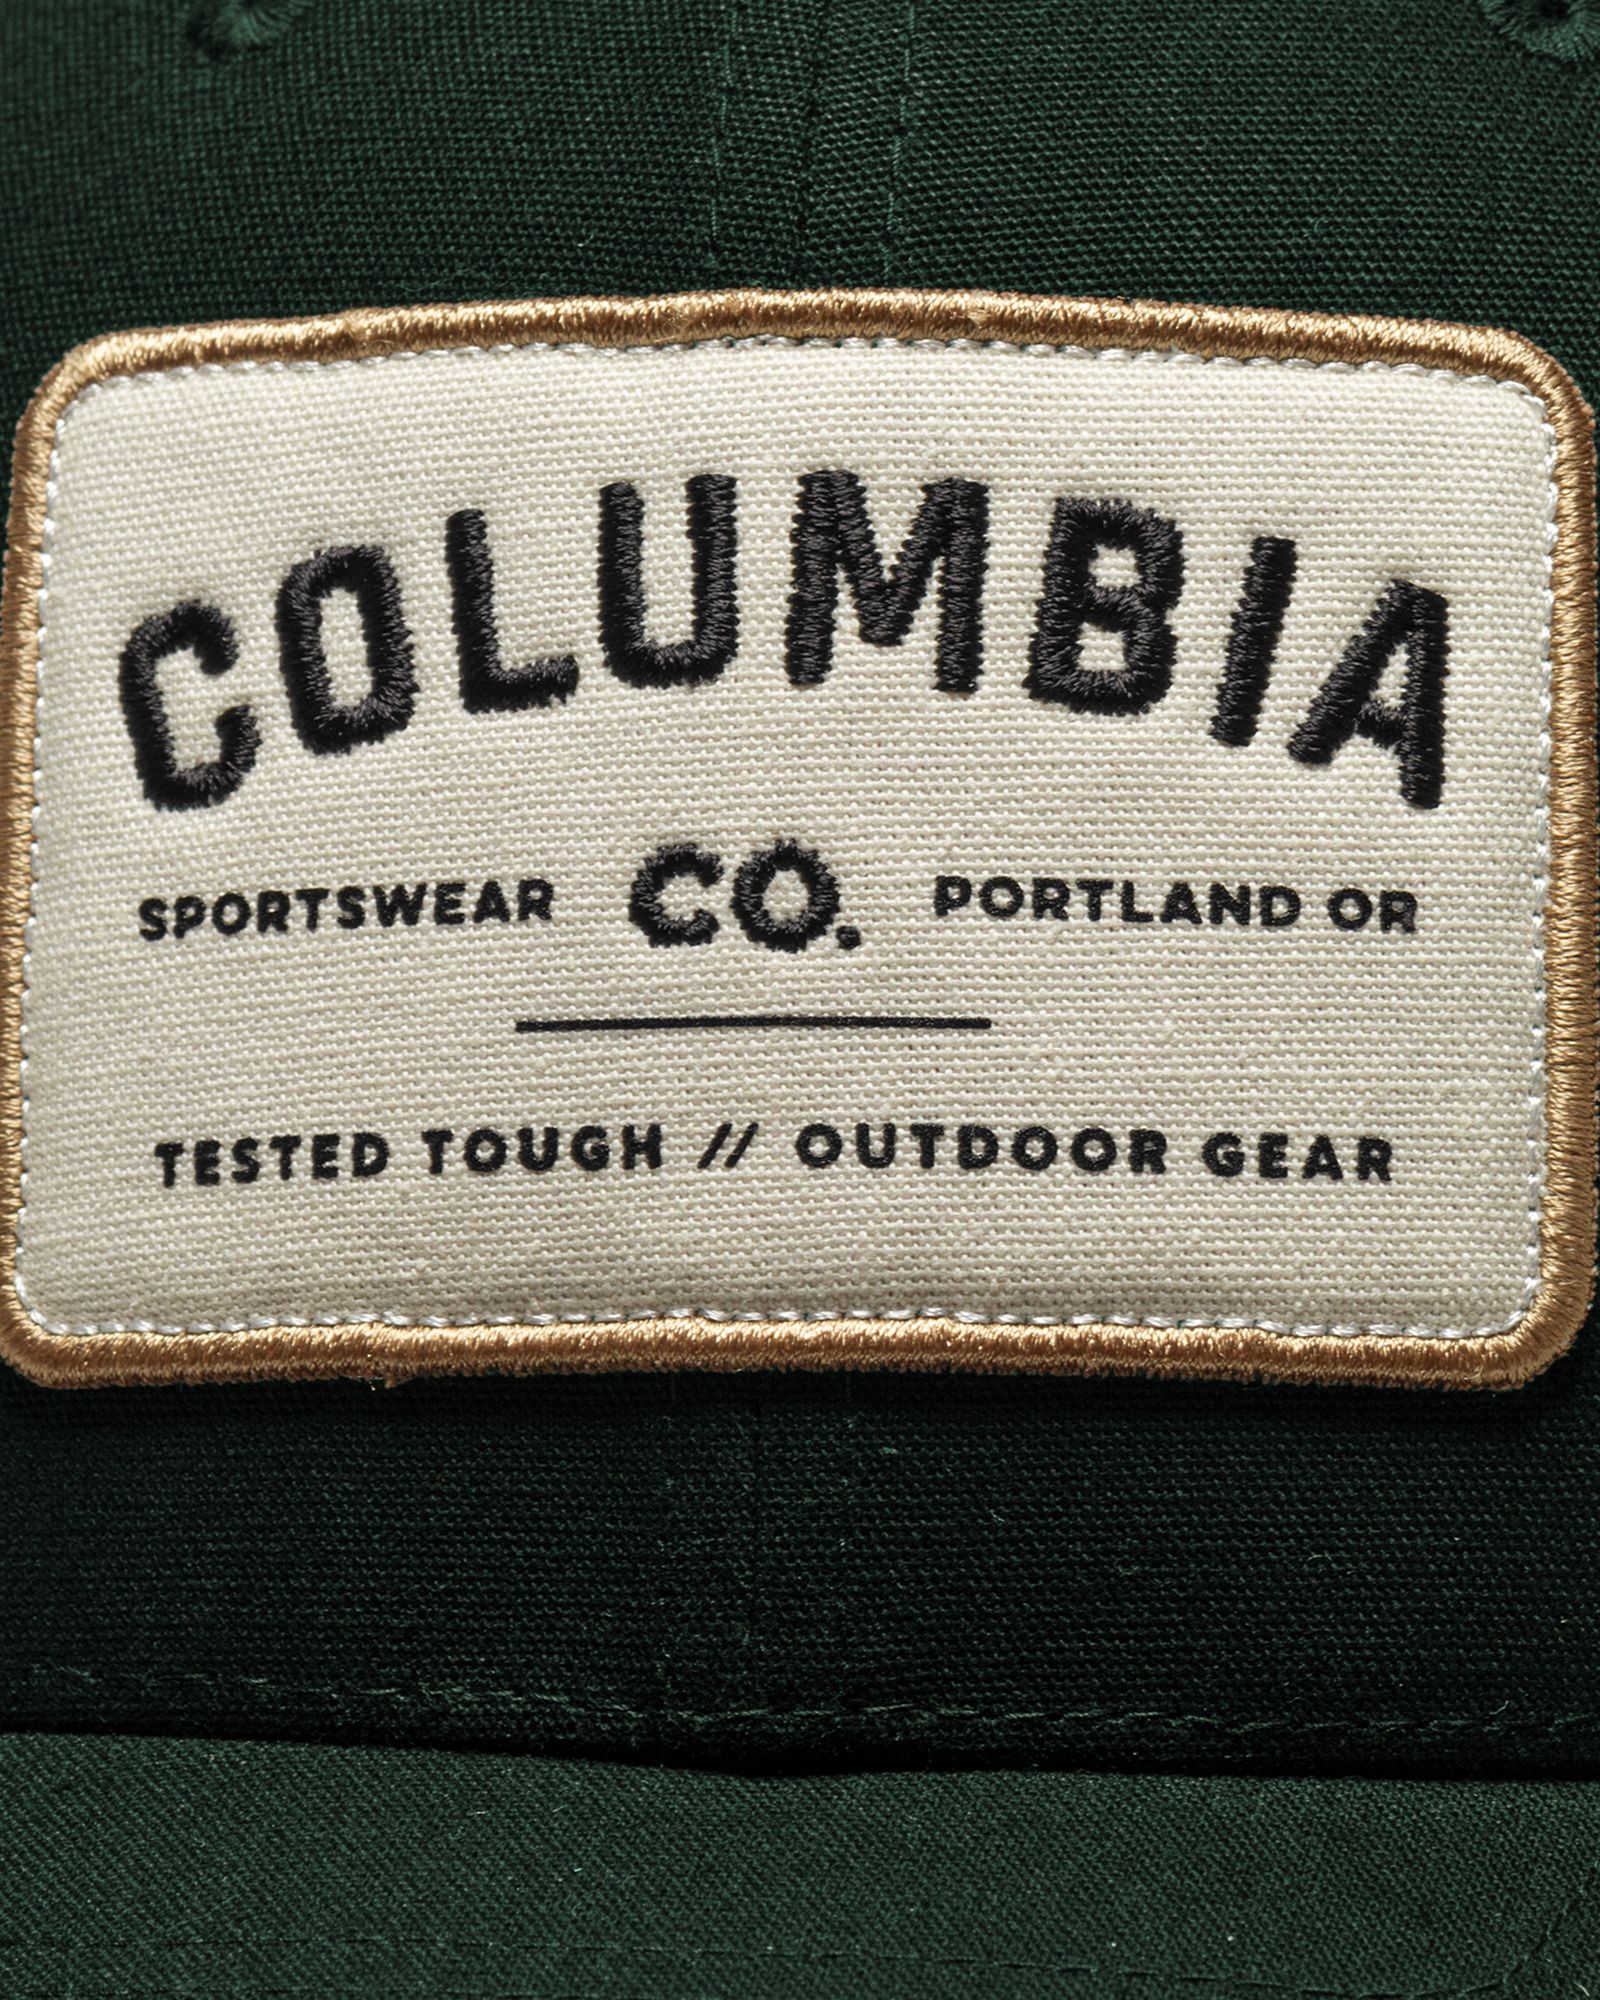 COLUMBIA
SPORTSWEAR CO. PORTLAND OR
TESTED TOUGH // OUTDOOR GEAR